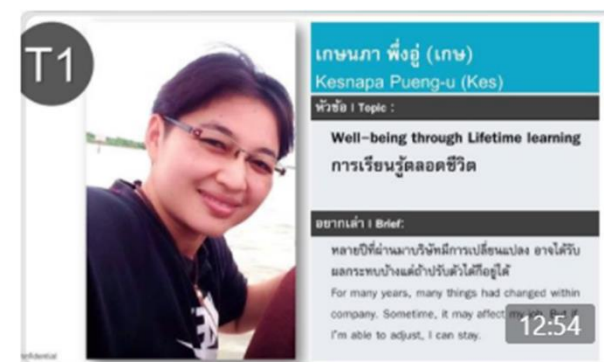 T1
เกษนภา พึ่งอู่ (เกษ)
Kesnapa Pueng-u (Kes)
หัวข้อ | Topic :
Well-being through Lifetime learning
การเรียนรู้ตลอดชีวิต
อยากเล่า | Brief:
หลายปีที่ผ่านมาบริษัทมีการเปลี่ยนแปลง อาจได้รับ
ผลกระทบบ้างแต่ถ้าปรับตัวได้ก็อยู่ได้
For many years, many things had changed within
company. Sometime, it may affect my job. But if
I'm able to adjust, I can stay.
12:54